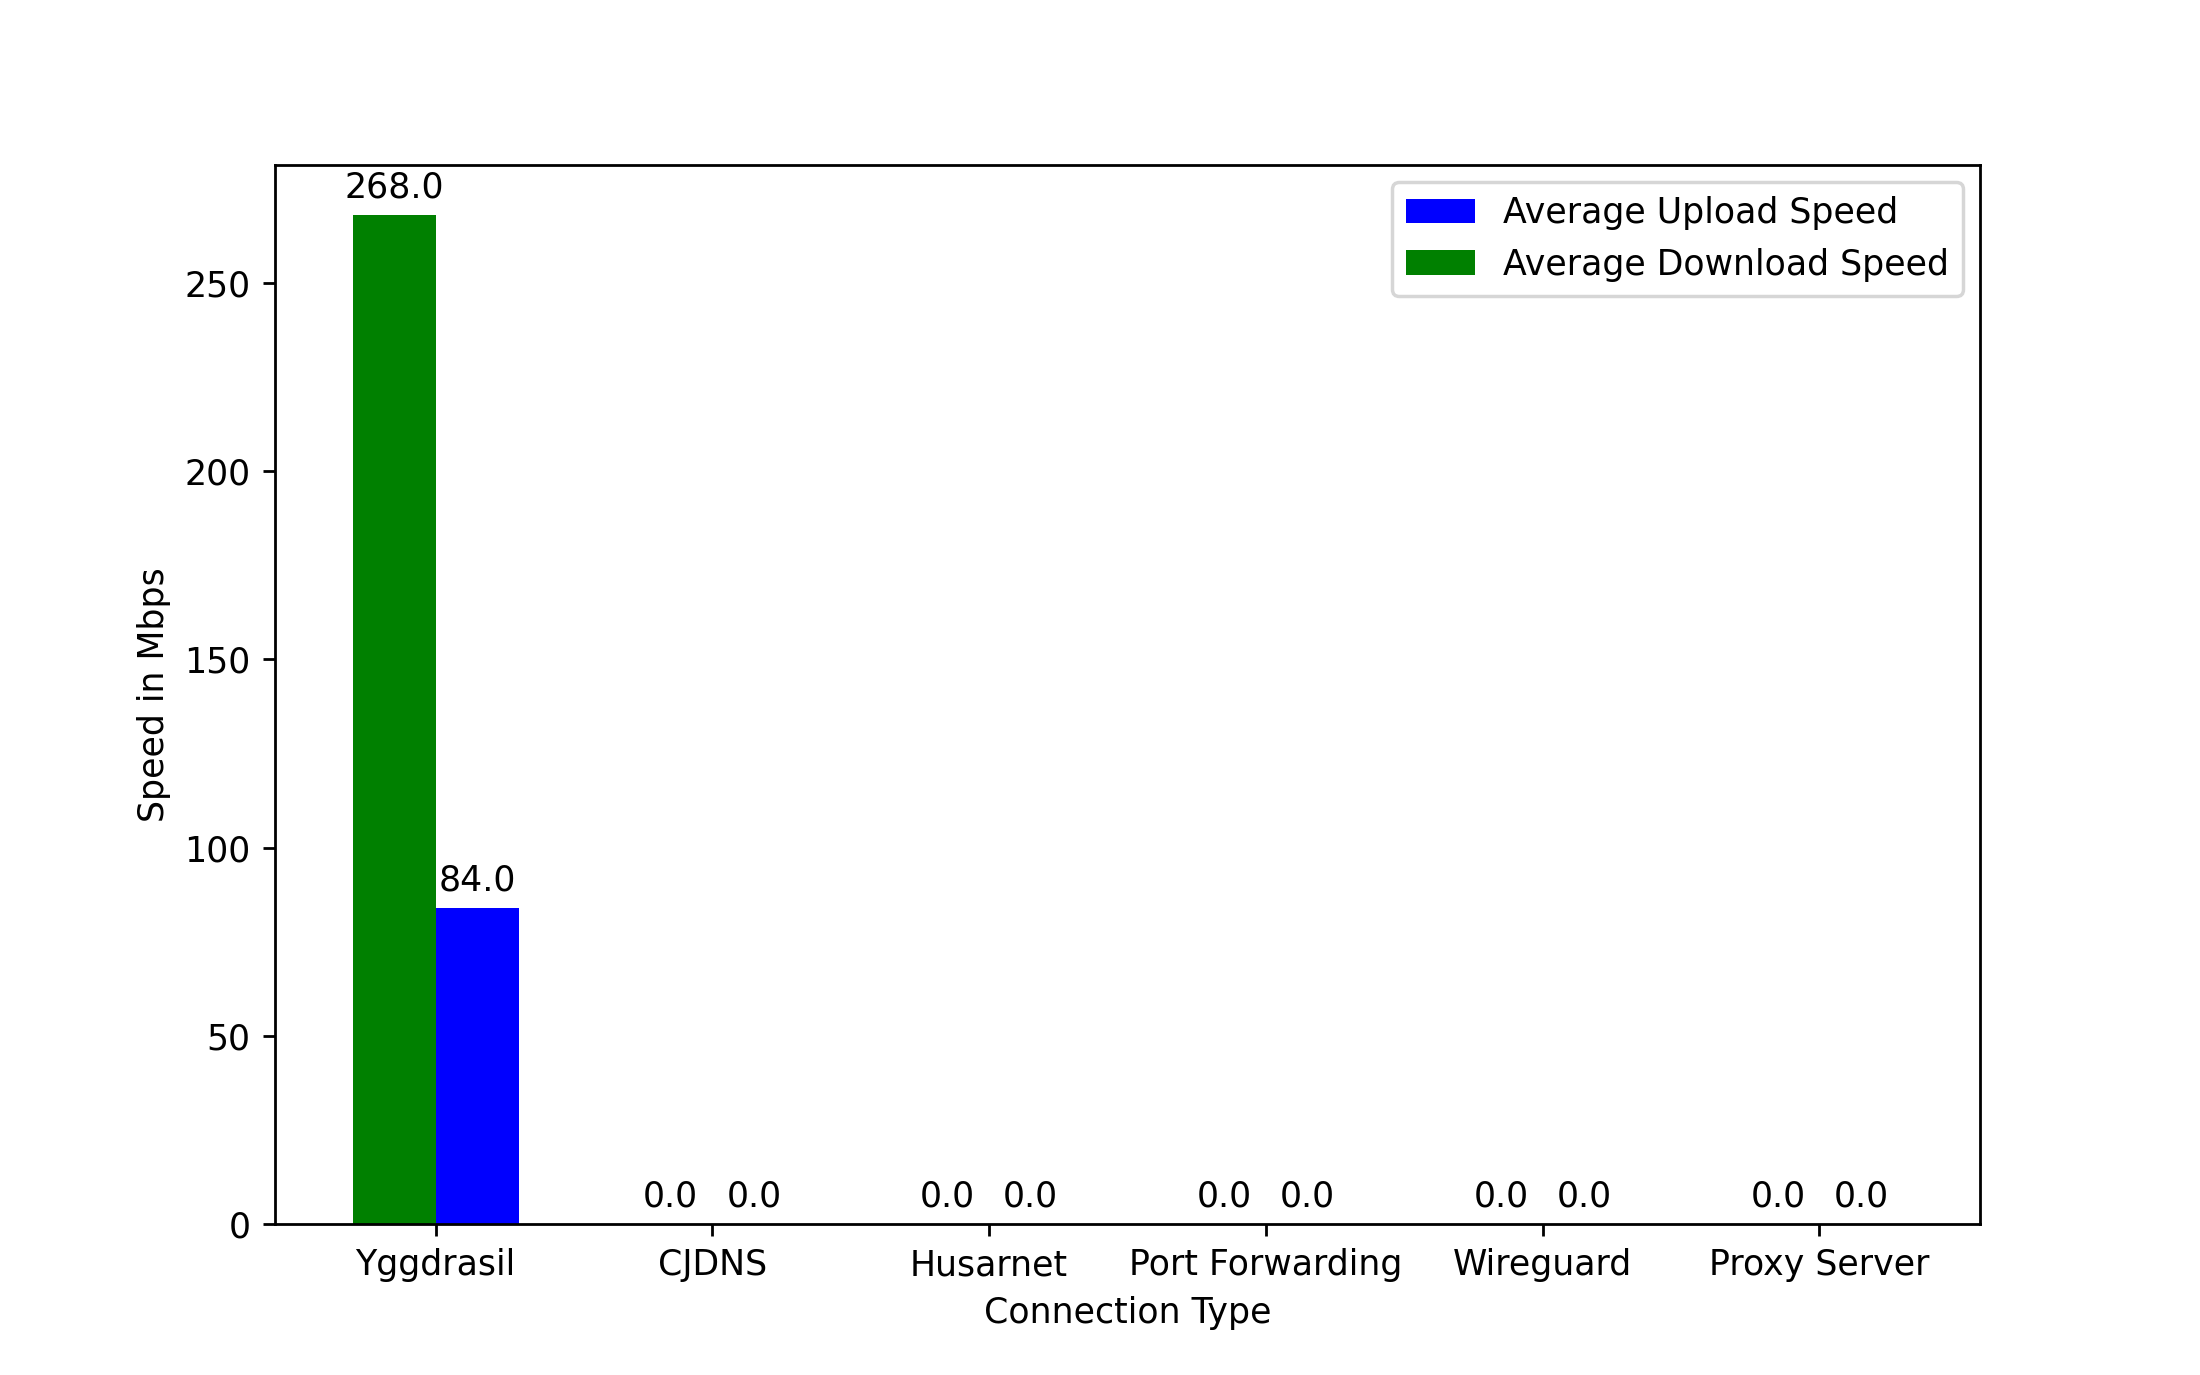 268.0
Average Upload Speed
Average Download Speed
250
200
150
100
50
0
Speed in Mbps
84.0
0.0 0.0 0.0 0.0 0.0 0.0 0.0 0.0 0.0 0.0
Yggdrasil CJDNS Husarnet Port Forwarding Wireguard Proxy Server
Connection Type